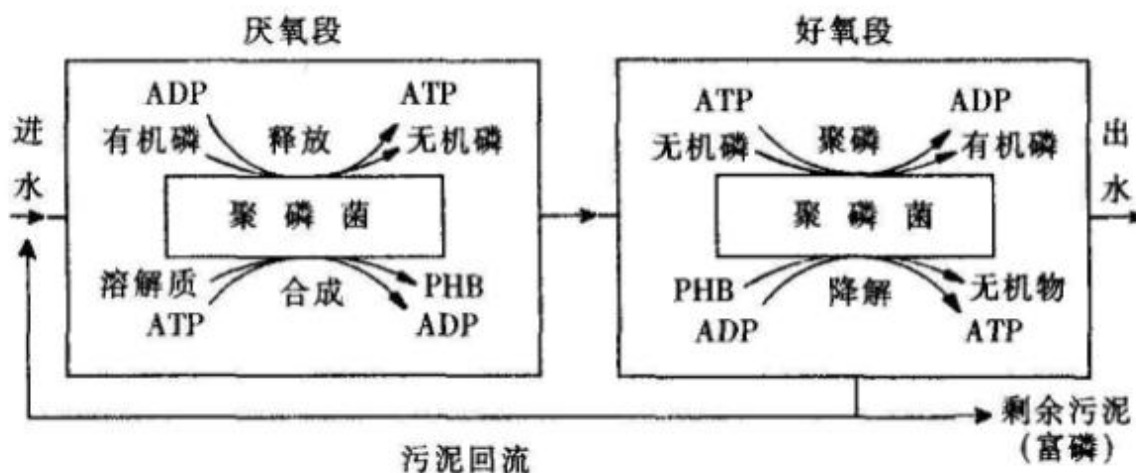 厌氧段
好氧段
进水
ADP ATP
有机磷 释放 无机磷
聚磷菌
溶解质 合成 PHB
ATP ADP
ATP ADP
无机磷 聚磷 有机磷
聚磷菌
PHB 降解 无机物
ADP ATP
出水
污泥回流
剩余污泥
(富磷)